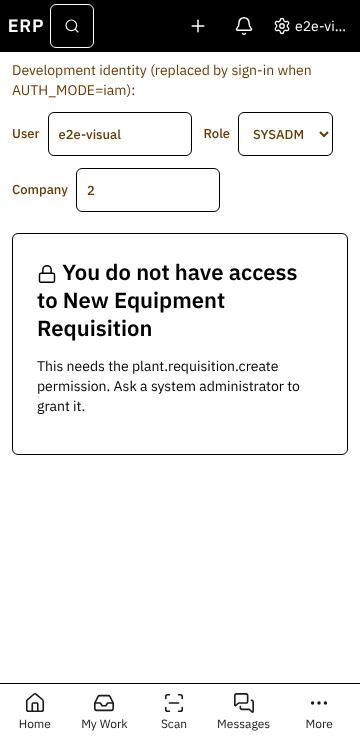 ERP
e2e-vi...
Development identity (replaced by sign-in when
AUTH_MODE=iam):
User e2e-visual Role SYSADM
Company 2
You do not have access
to New Equipment
Requisition
This needs the plant.requisition.create
permission. Ask a system administrator to
grant it.
Home My Work Scan Messages More